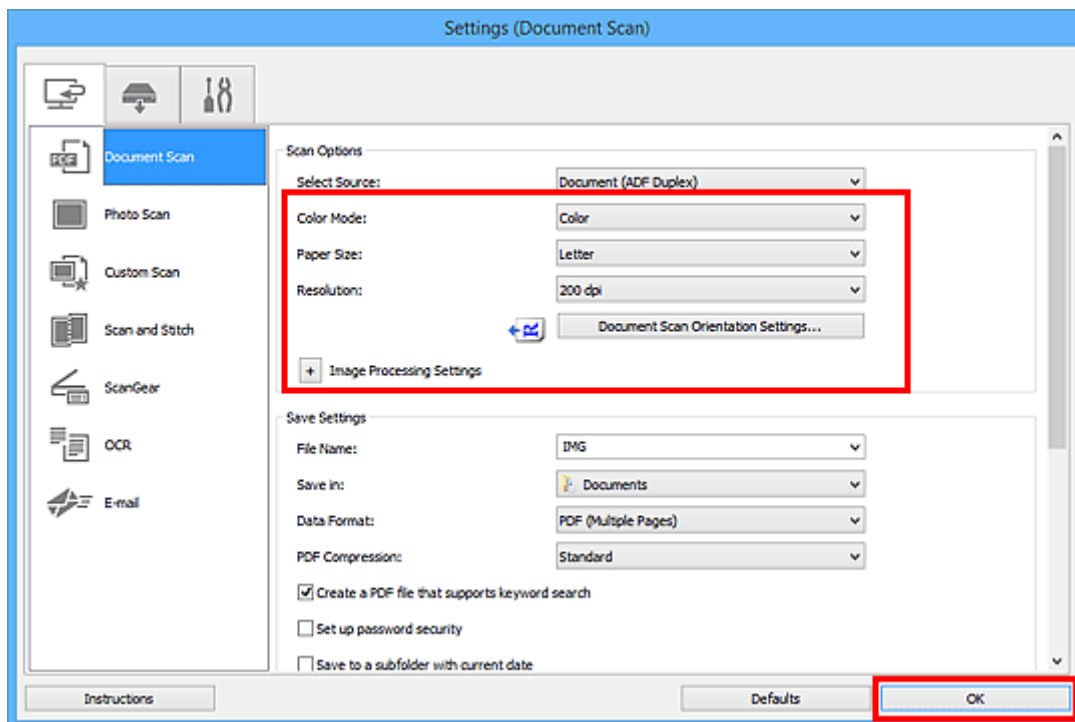 Settings (Document Scan)
PDF
Document Scan
Photo Scan
Custom Scan
Scan and Stitch
ScanGear
OCR
E-mail
Scan Options
Select Source: Document (ADF Duplex)
Color Mode: Color
Paper Size: Letter
Resolution: 200 dpi
R Document Scan Orientation Settings...
+ Image Processing Settings
Save Settings
File Name: IMG
Save in: Documents
Data Format: PDF (Multiple Pages)
PDF Compression: Standard
Create a PDF file that supports keyword search
Set up password security
Save to a subfolder with current date
Instructions Defaults OK